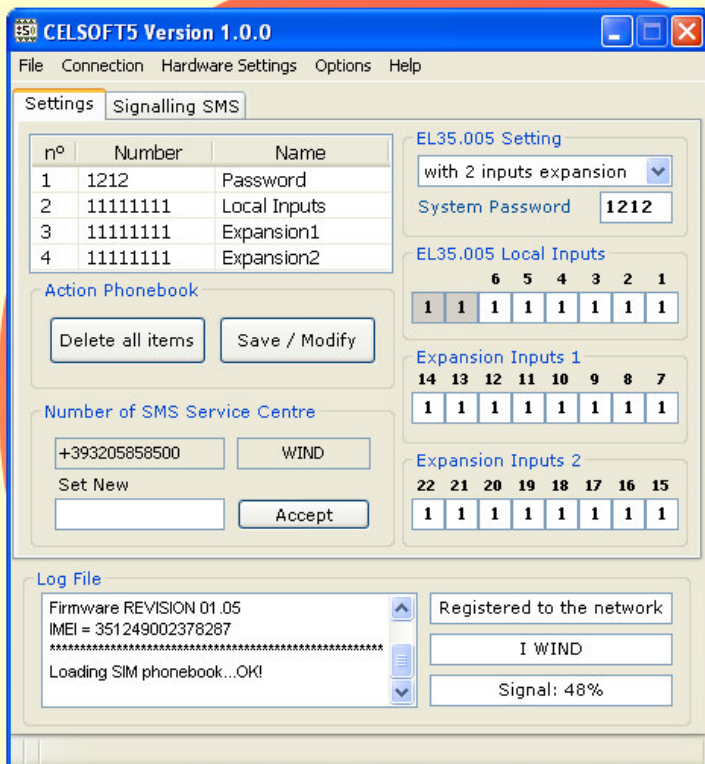 CELSOFT5 Version 1.0.0
File Connection Hardware Settings Options Help
Settings Signalling SMS
nº Number Name
1 1212 Password
2 11111111 Local Inputs
3 11111111 Expansion1
4 11111111 Expansion2
Action Phonebook
Delete all items Save / Modify
Number of SMS Service Centre
+393205858500 WIND
Set New
Accept
EL35.005 Setting
with 2 inputs expansion
System Password 1212
EL35.005 Local Inputs
6 5 4 3 2 1
1 1 1 1 1 1 1 1
Expansion Inputs 1
14 13 12 11 10 9 8 7
1 1 1 1 1 1 1 1
Expansion Inputs 2
22 21 20 19 18 17 16 15
1 1 1 1 1 1 1 1
Log File
Firmware REVISION 01.05
IMEI = 351249002378287
******************************************************
Loading SIM phonebook...OK!
Registered to the network
I WIND
Signal: 48%